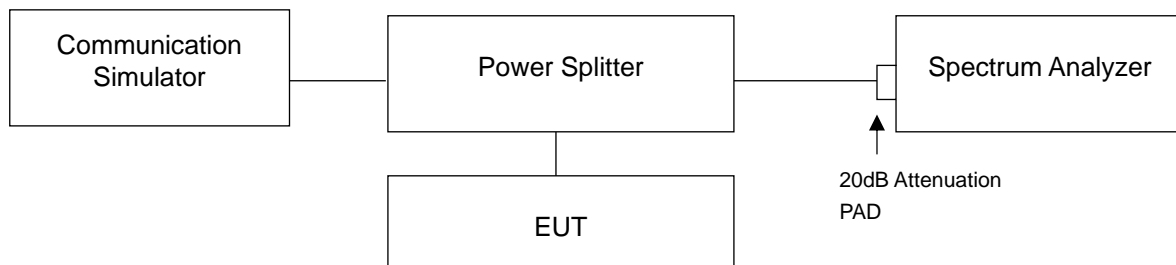 Communication
Simulator
Power Splitter
Spectrum Analyzer
20dB Attenuation
PAD
EUT